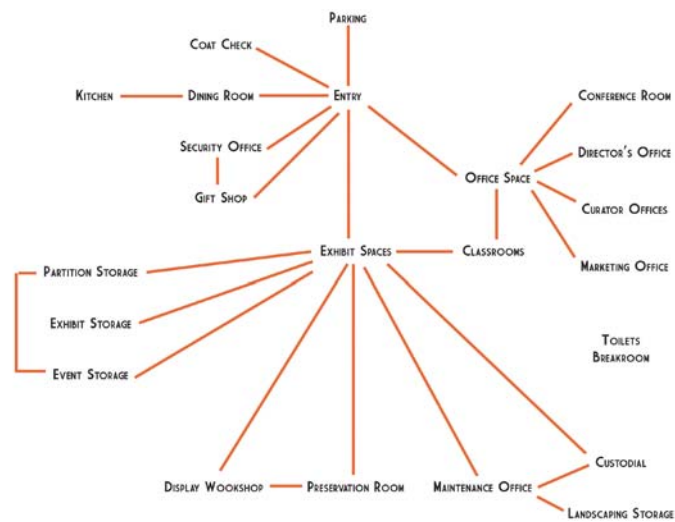 PARKING
COAT CHECK
KITCHEN
DINING ROOM
ENTRY
CONFERENCE ROOM
SECURITY OFFICE
DIRECTOR'S OFFICE
OFFICE SPACE
GIFT SHOP
CURATOR OFFICES
EXHIBIT SPACES
CLASSROOMS
MARKETING OFFICE
PARTITION STORAGE
EXHIBIT STORAGE
TOILETS
BREAKROOM
EVENT STORAGE
CUSTODIAL
DISPLAY WOOKSHOP
PRESERVATION ROOM
MAINTENANCE OFFICE
LANDSCAPING STORAGE